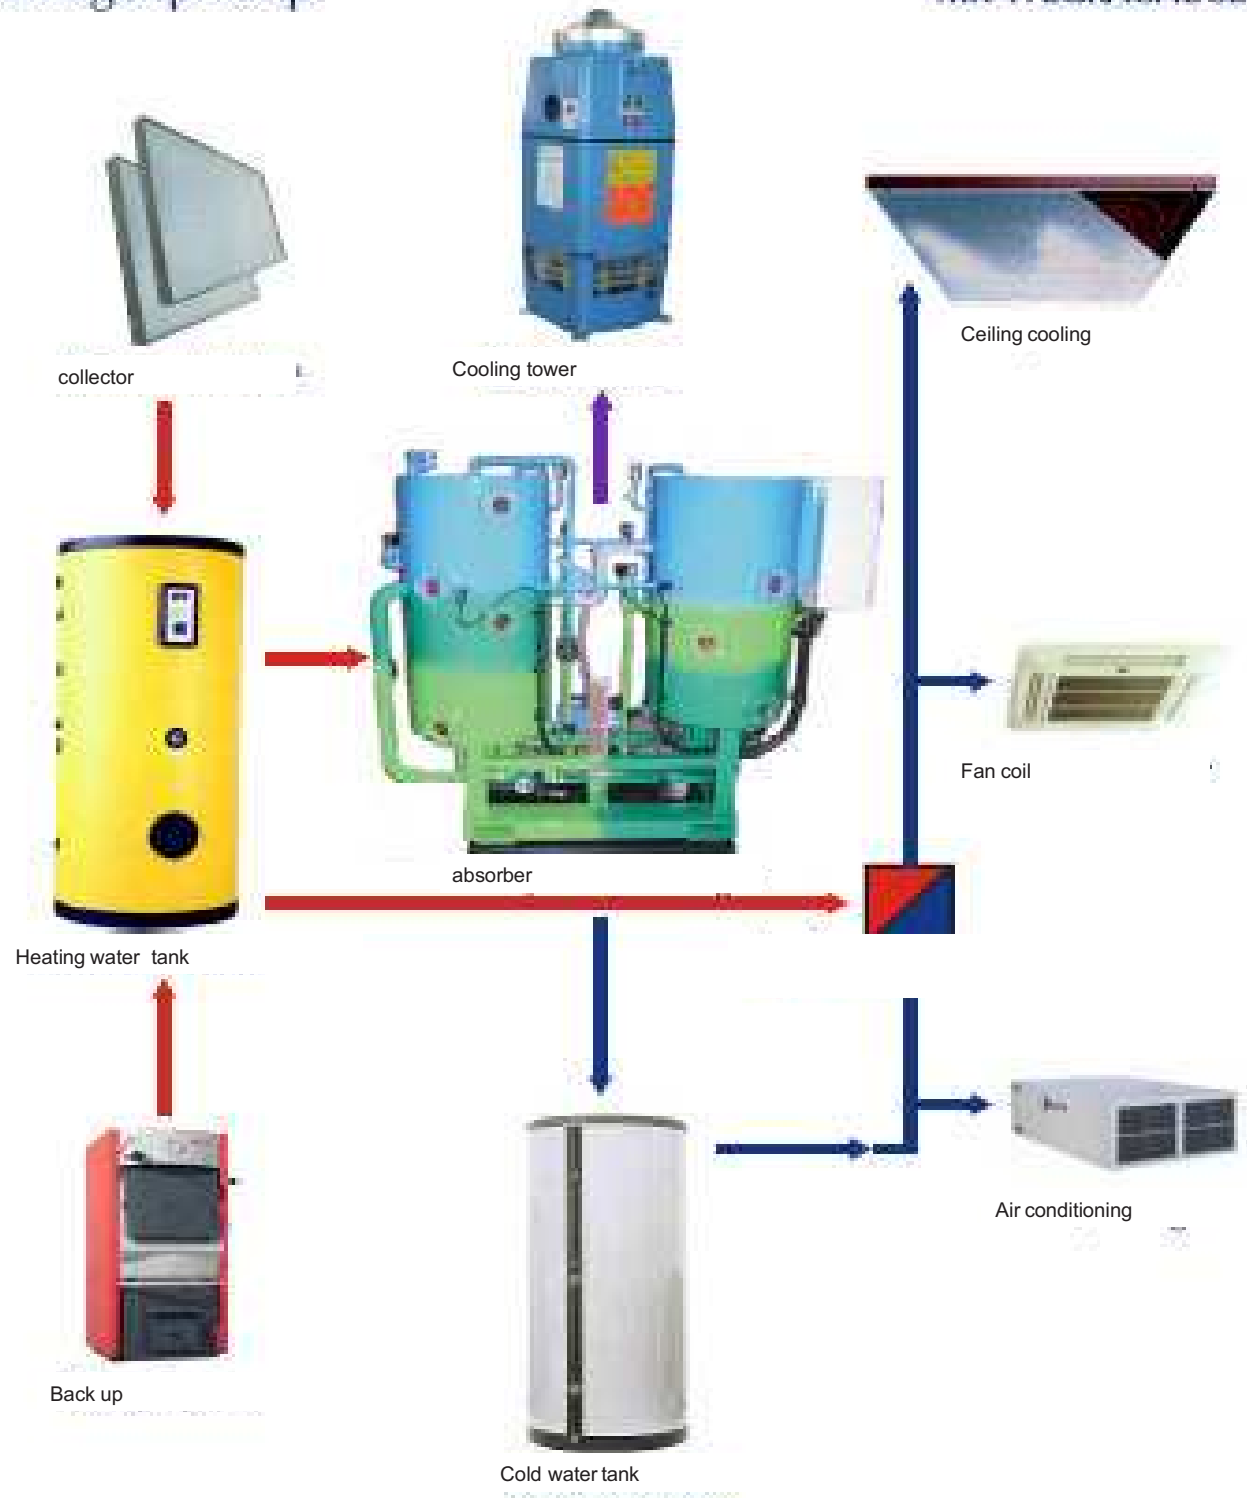 collector
Cooling tower
Ceiling cooling
Fan coil
absorber
Heating water tank
Air conditioning
Back up
Cold water tank